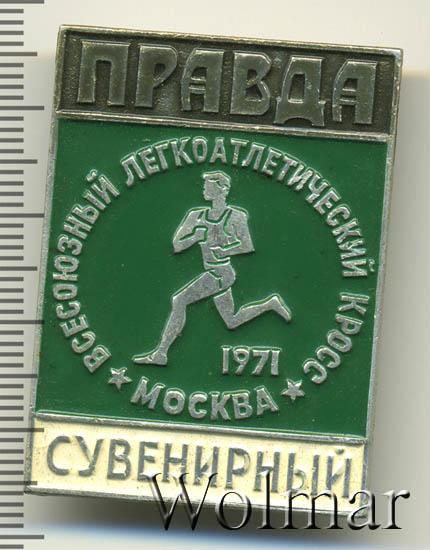 ПРАВДА
ВСЕСОЮЗНЫЙ ЛЕГКОАТЛЕТИЧЕСКИЙ КРОСС
1971
★ МОСКВА ★
СУВЕНИРНЫЙ
Wolmar